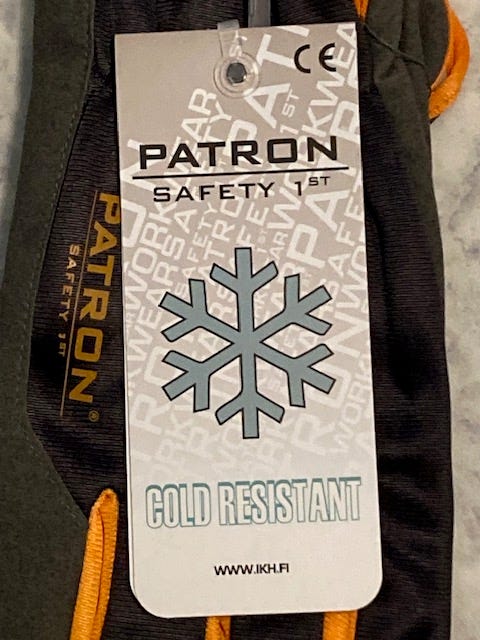 CE
PATRON
SAFETY 1ST
COLD RESISTANT
WWW.IKH.FI
PATRON®
SAFETY 1ST